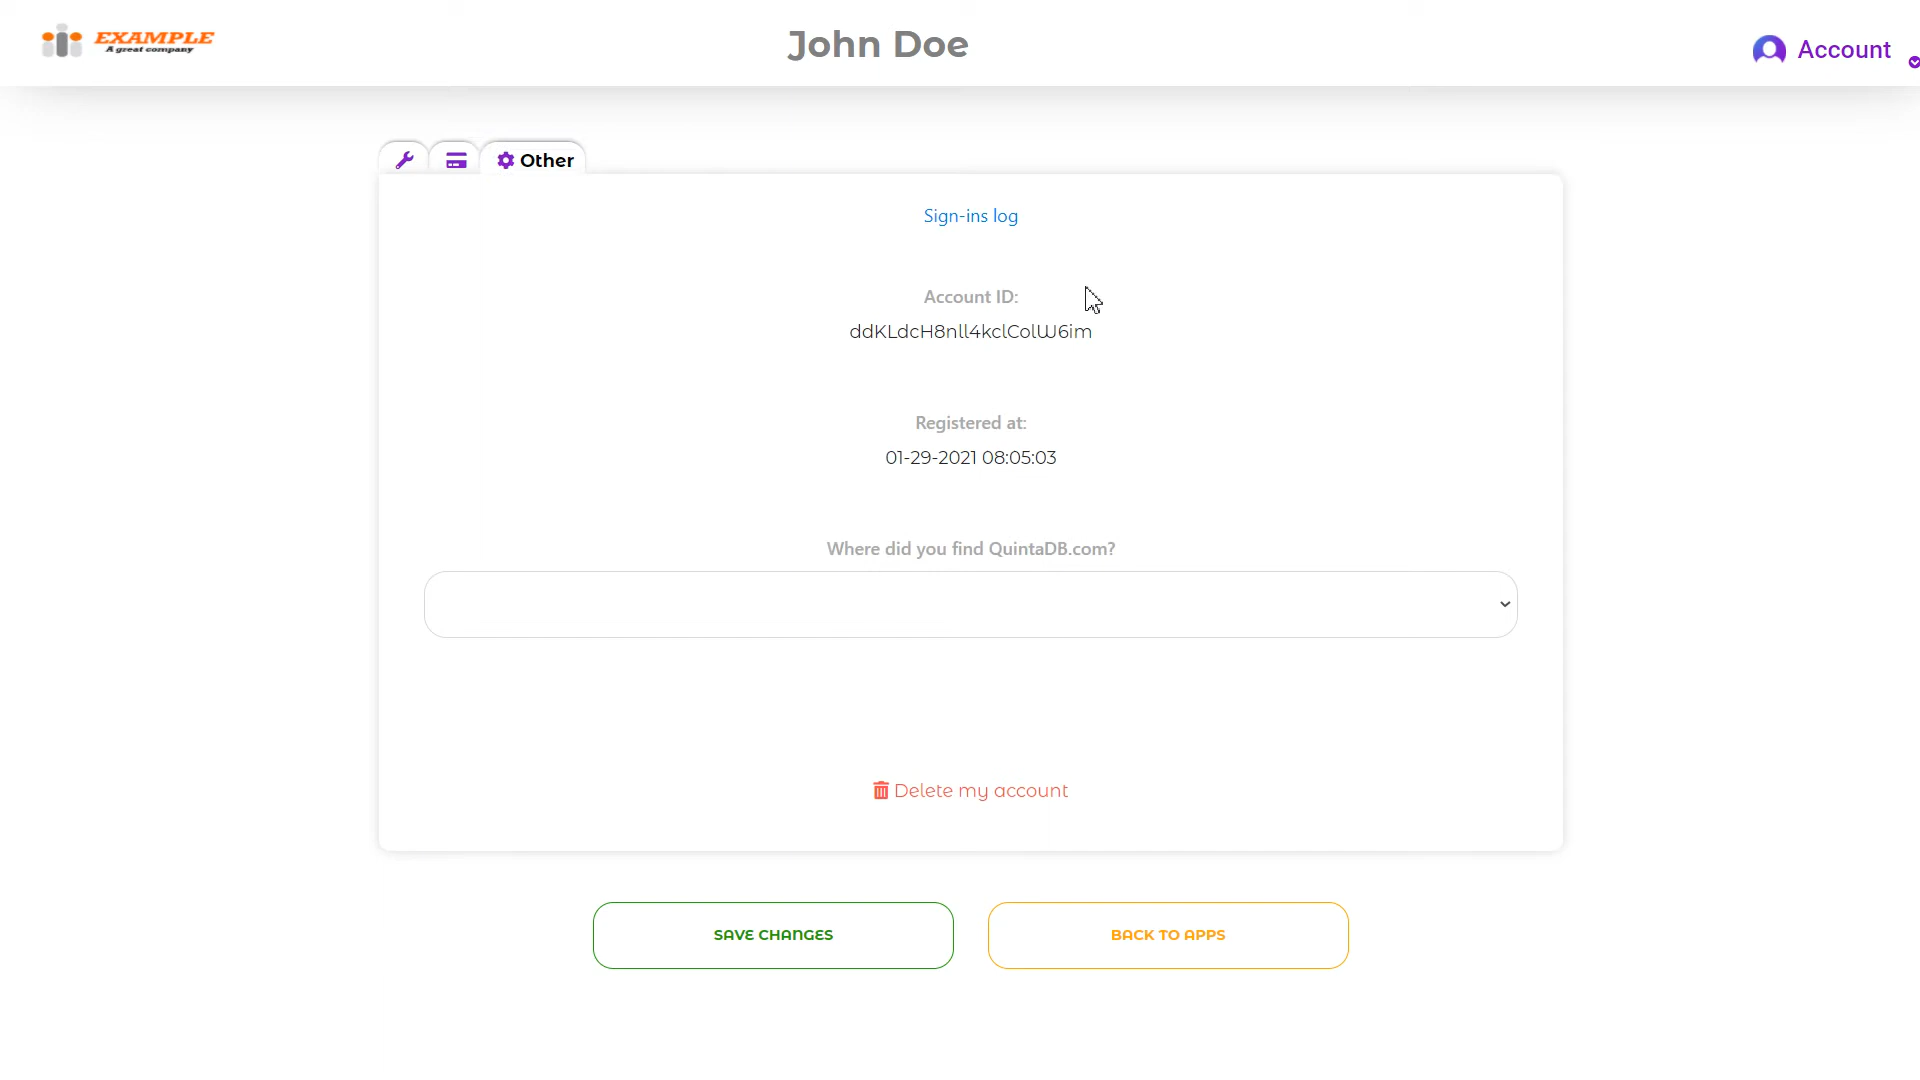 EXAMPLE
A great company
John Doe
Account
Other
Sign-ins log
Account ID:
ddKLdcH8nll4kclColW6im
Registered at:
01-29-2021 08:05:03
Where did you find QuintaDB.com?
Delete my account
SAVE CHANGES
BACK TO APPS